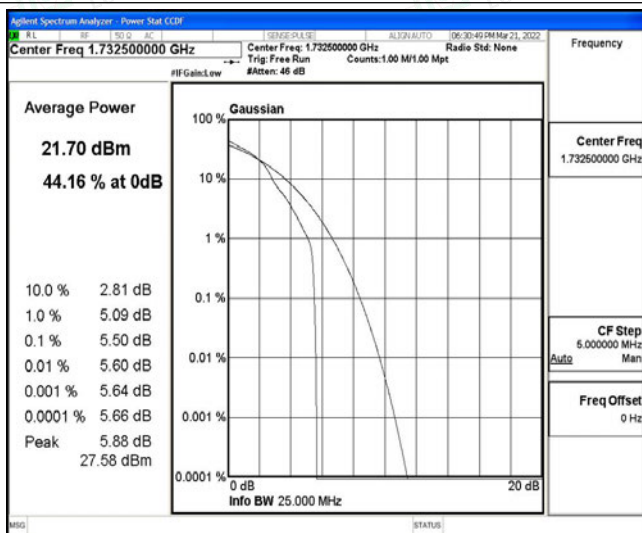 Agilent Spectrum Analyzer - Power Stat CCDF
RL RF 50 Ω AC SENSE:PULSE ALIGN AUTO 06:30:49 PM Mar 21, 2022
Center Freq 1.732500000 GHz
Center Freq: 1.732500000 GHz Radio Std: None
Trig: Free Run Counts:1.00 M/1.00 Mpt
#IFGain:Low #Atten: 46 dB
Frequency
Average Power
21.70 dBm
44.16 % at 0dB
10.0 % 2.81 dB
1.0 % 5.09 dB
0.1 % 5.50 dB
0.01 % 5.60 dB
0.001 % 5.64 dB
0.0001 % 5.66 dB
Peak 5.88 dB
27.58 dBm
Gaussian
100 %
10 %
1 %
0.1 %
0.01 %
0.001 %
0.0001 %
0 dB 20 dB
Info BW 25.000 MHz
Center Freq
1.732500000 GHz
CF Step
5.000000 MHz
Auto Man
Freq Offset
0 Hz
MSG STATUS